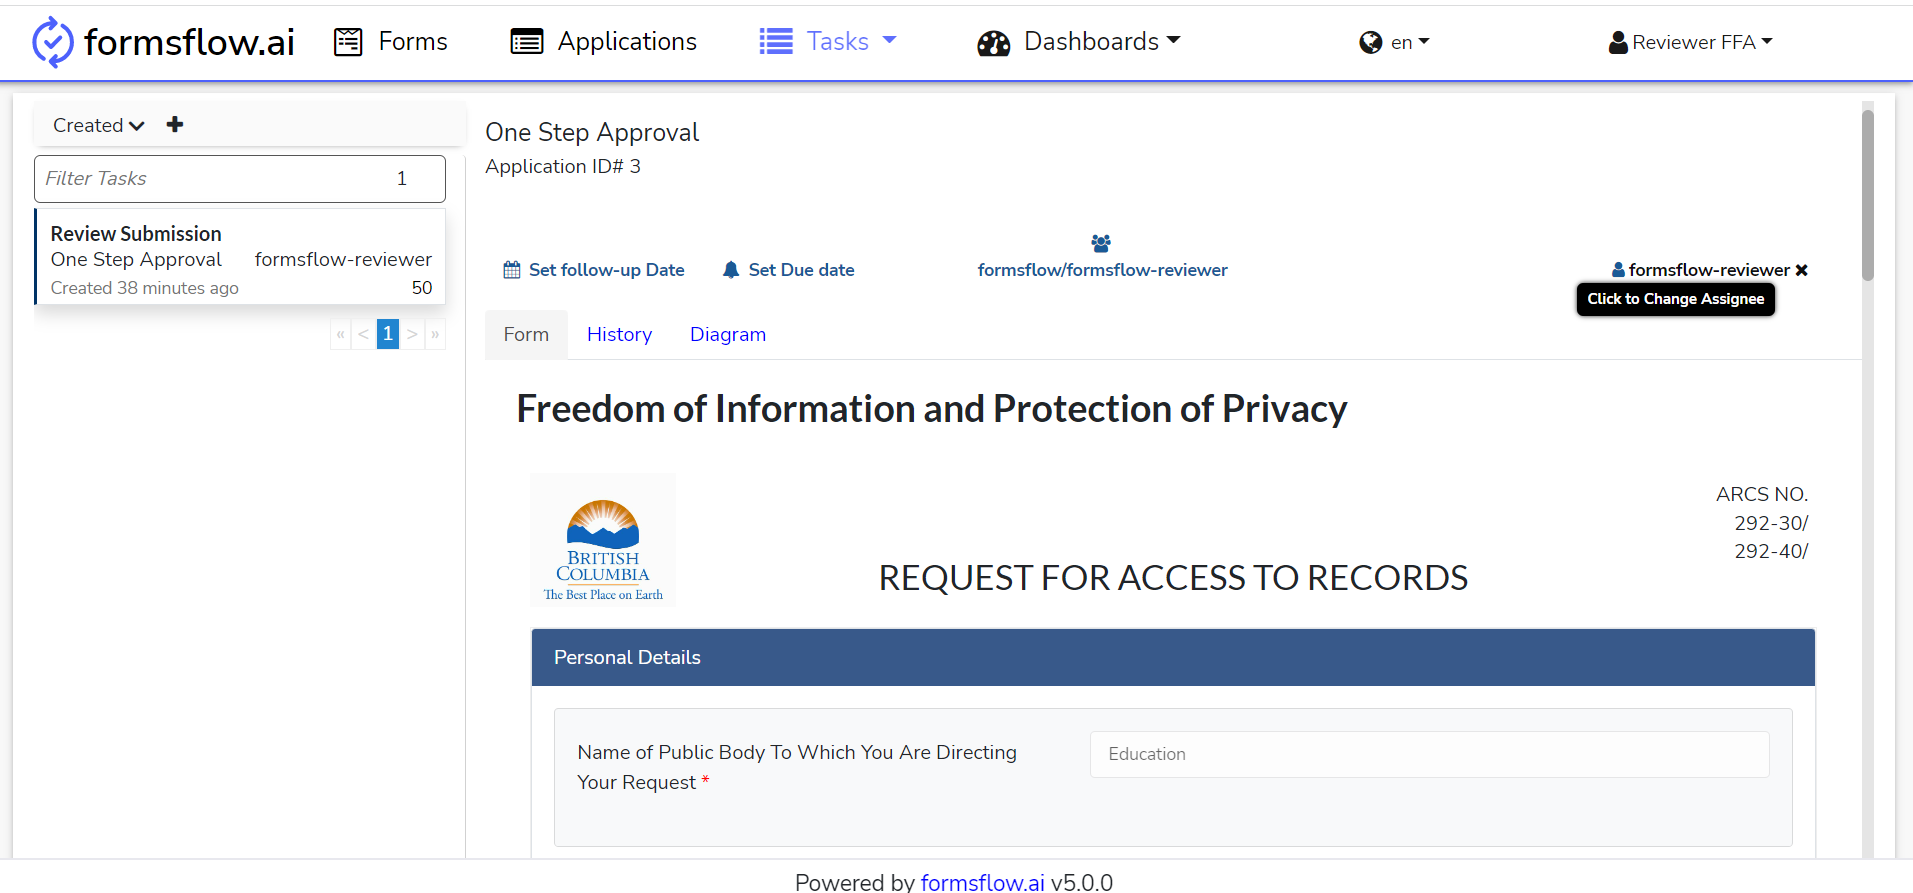 formsflow.ai Forms Applications Tasks Dashboards en Reviewer FFA
Created
Filter Tasks 1
Review Submission
One Step Approval formsflow-reviewer
Created 38 minutes ago 50
« < 1 > »
One Step Approval
Application ID# 3
Set follow-up Date Set Due date formsflow/formsflow-reviewer formsflow-reviewer
Click to Change Assignee
Form History Diagram
Freedom of Information and Protection of Privacy
BRITISH
COLUMBIA
The Best Place on Earth
ARCS NO.
292-30/
292-40/
REQUEST FOR ACCESS TO RECORDS
Personal Details
Name of Public Body To Which You Are Directing
Your Request *
Education
Powered by formsflow.ai v5.0.0